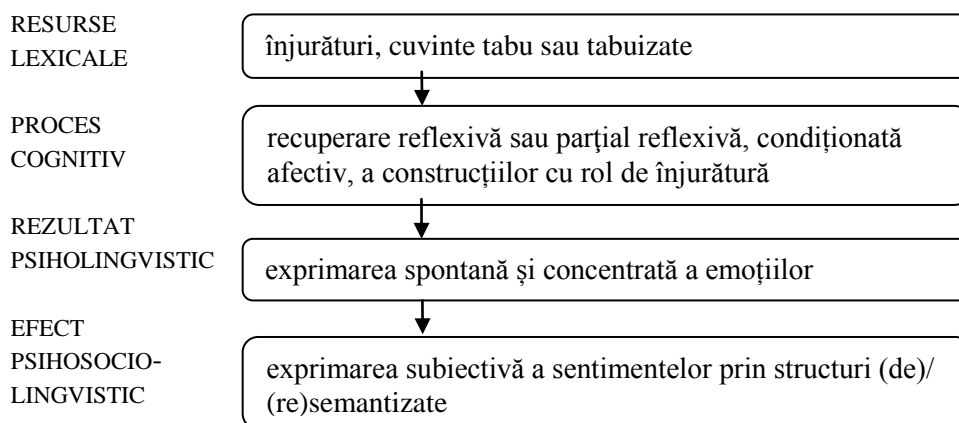 RESURSE
LEXICALE
înjurături, cuvinte tabu sau tabuizate
PROCES
COGNITIV
recuperare reflexivă sau parţial reflexivă, condiționată
afectiv, a construcțiilor cu rol de înjurătură
REZULTAT
PSIHOLINGVISTIC
exprimarea spontană și concentrată a emoțiilor
EFECT
PSIHOSOCIO-
LINGVISTIC
exprimarea subiectivă a sentimentelor prin structuri (de)/
(re)semantizate